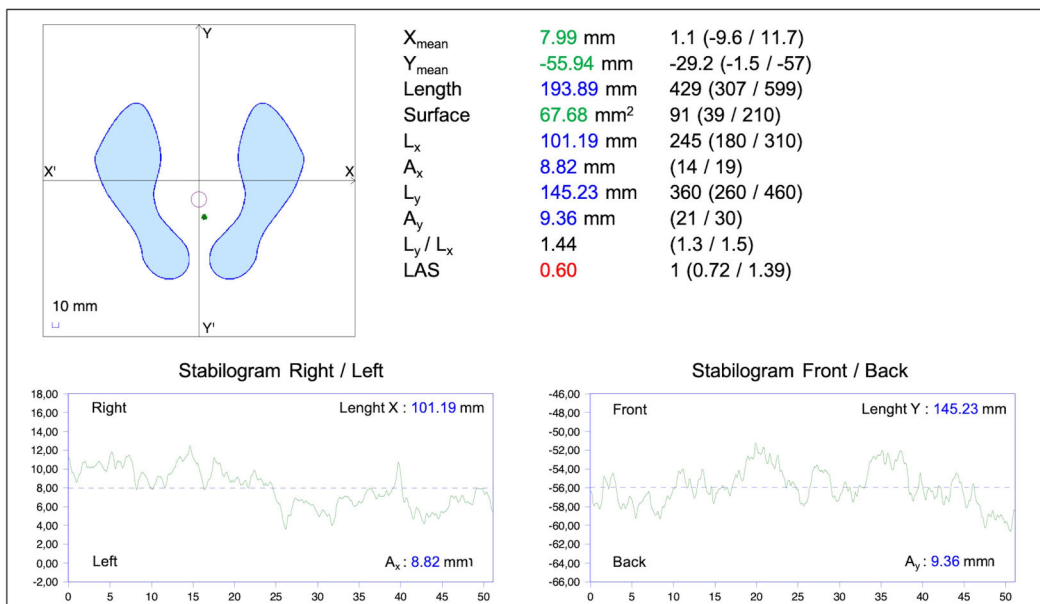 Y
X'
X
Y'
10 mm
X mean 7.99 mm 1.1 (-9.6 / 11.7)
Y mean -55.94 mm -29.2 (-1.5 / -57)
Length 193.89 mm 429 (307 / 599)
Surface 67.68 mm² 91 (39 / 210)
Lx 101.19 mm 245 (180 / 310)
Ax 8.82 mm (14 / 19)
Ly 145.23 mm 360 (260 / 460)
Ay 9.36 mm (21 / 30)
Ly / Lx 1.44 (1.3 / 1.5)
LAS 0.60 1 (0.72 / 1.39)
Stabilogram Right / Left
18,00
16,00
14,00
12,00
10,00
8,00
6,00
4,00
2,00
0,00
-2,00
Right
Lenght X : 101.19 mm
Left
Ax : 8.82 mm
0 5 10 15 20 25 30 35 40 45 50
Stabilogram Front / Back
-46,00
-48,00
-50,00
-52,00
-54,00
-56,00
-58,00
-60,00
-62,00
-64,00
-66,00
Front
Lenght Y : 145.23 mm
Back
Ay : 9.36 mm
0 5 10 15 20 25 30 35 40 45 50